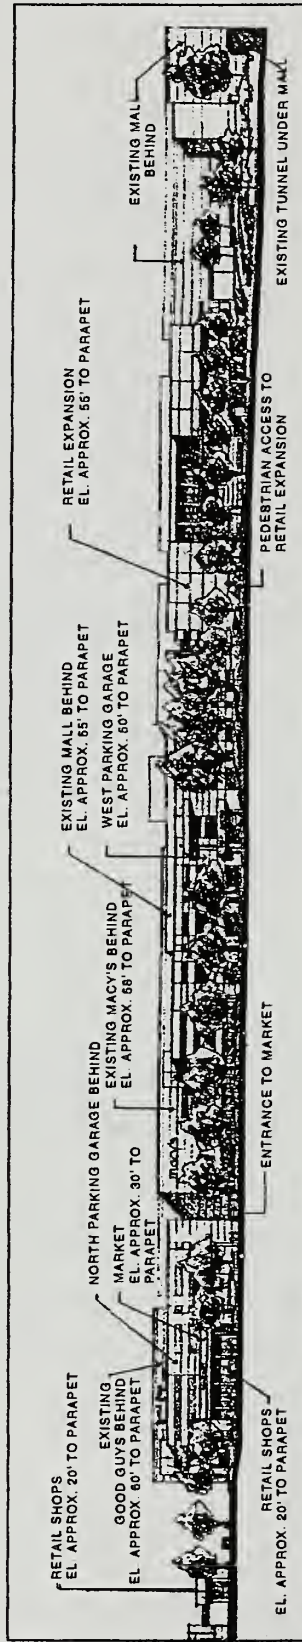 RETAIL SHOPS
EL. APPROX. 20' TO PARAPET
EXISTING
GOOD GUYS BEHIND
EL. APPROX. 60' TO PARAPET
NORTH PARKING GARAGE BEHIND
MARKET
EL. APPROX. 30' TO
PARAPET
EXISTING MACY'S BEHIND
EL. APPROX. 68' TO PARAPET
EXISTING MALL BEHIND
EL. APPROX. 55' TO PARAPET
WEST PARKING GARAGE
EL. APPROX. 50' TO PARAPET
RETAIL EXPANSION
EL. APPROX. 55' TO PARAPET
EXISTING MALL
BEHIND
RETAIL SHOPS
EL. APPROX. 20' TO PARAPET
ENTRANCE TO MARKET
PEDESTRIAN ACCESS TO
RETAIL EXPANSION
EXISTING TUNNEL UNDER MALL
macy's